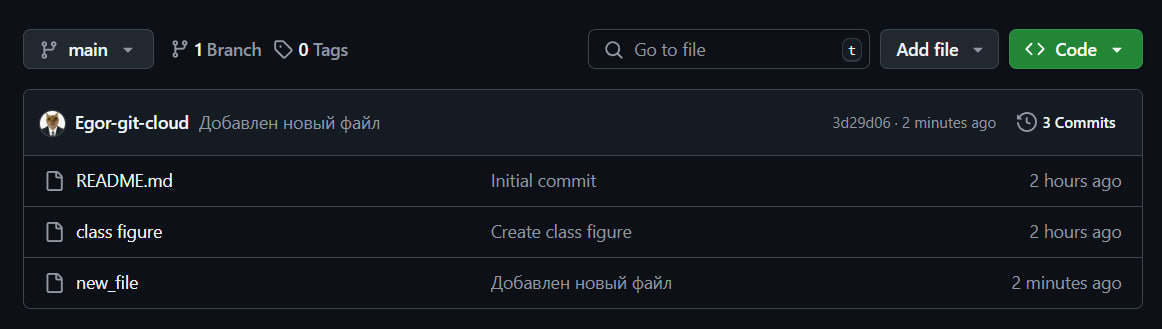 main 1 Branch 0 Tags Go to file t Add file Code
Egor-git-cloud Добавлен новый файл 3d29d06 · 2 minutes ago 3 Commits
README.md Initial commit 2 hours ago
class figure Create class figure 2 hours ago
new_file Добавлен новый файл 2 minutes ago